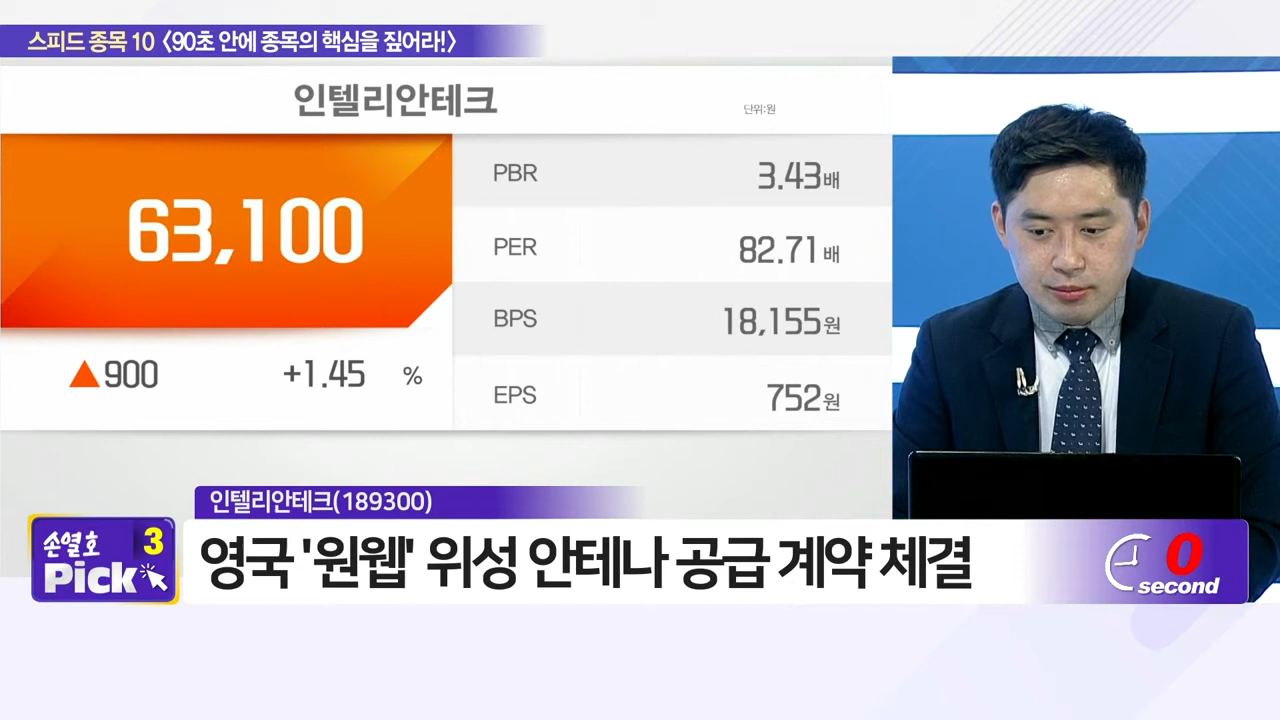 스피드 종목 10 〈90초 안에 종목의 핵심을 짚어라!〉
인텔리안테크
단위:원
63,100
▲900 +1.45 %
PBR 3.43배
PER 82.71배
BPS 18,155원
EPS 752원
인텔리안테크(189300)
손열호 3
Pick
영국 '원웹' 위성 안테나 공급 계약 체결
0
second